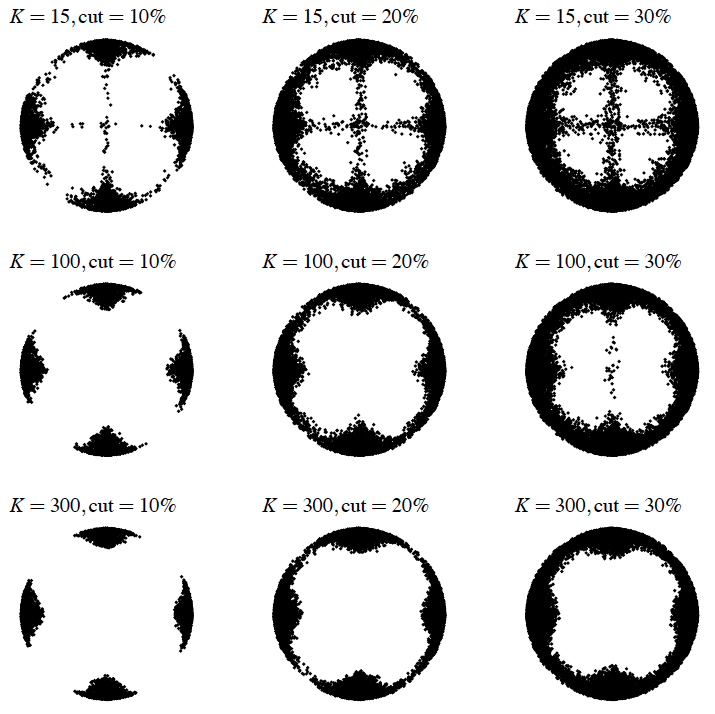 K = 15, cut = 10%
K = 15, cut = 20%
K = 15, cut = 30%
K = 100, cut = 10%
K = 100, cut = 20%
K = 100, cut = 30%
K = 300, cut = 10%
K = 300, cut = 20%
K = 300, cut = 30%